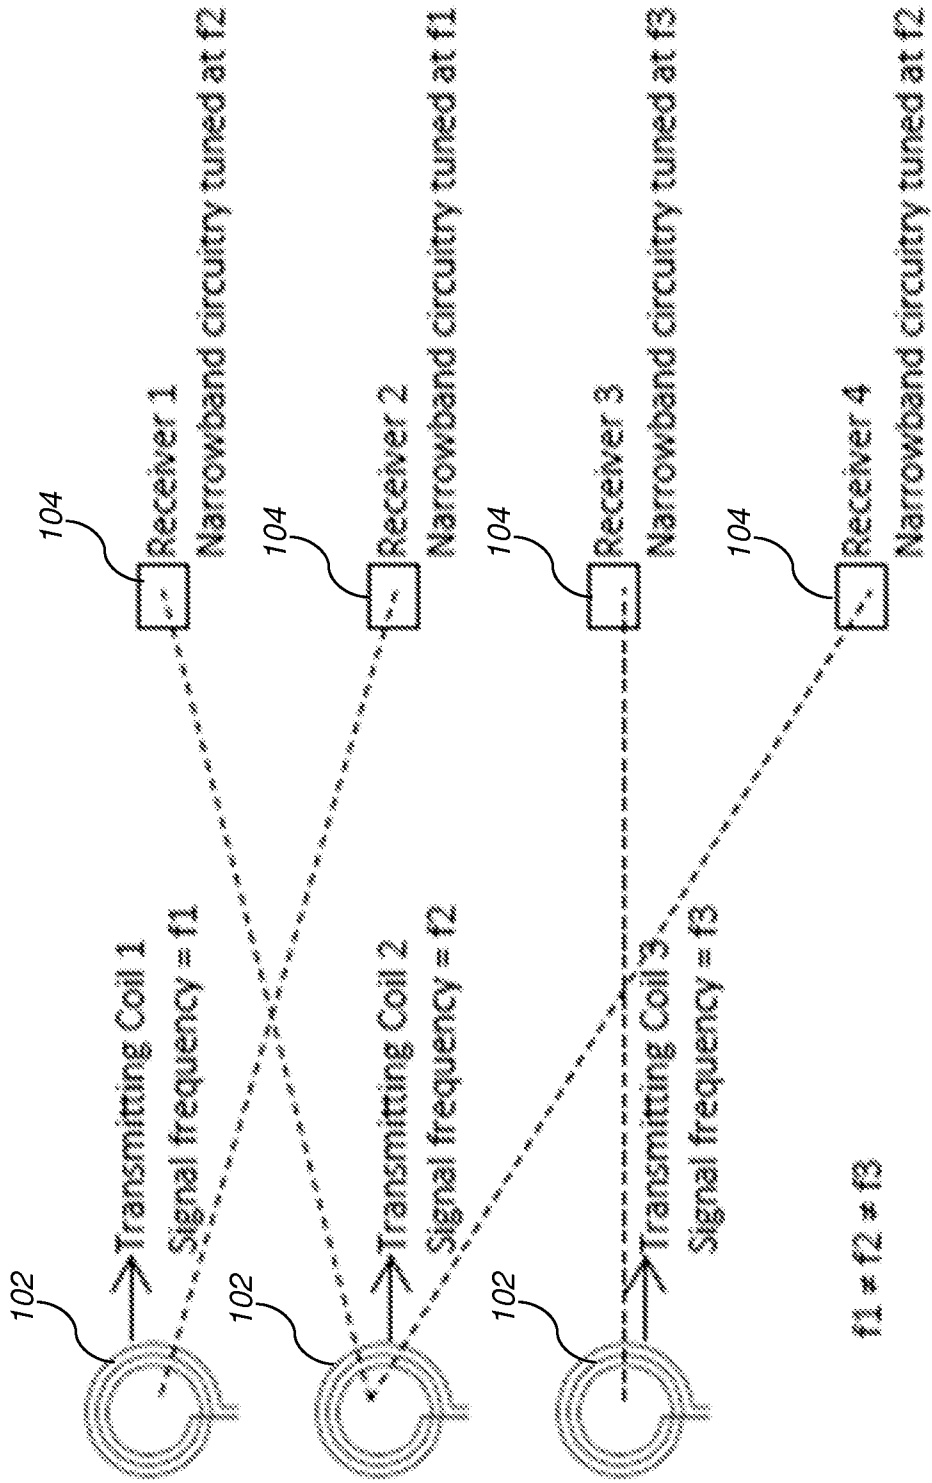 102
Transmitting Coil 1
Signal frequency = f1
102
Transmitting Coil 2
Signal frequency = f2
102
Transmitting Coil 3
Signal frequency = f3
f1 ≠ f2 ≠ f3
104
Receiver 1
Narrowband circuitry tuned at f2
104
Receiver 2
Narrowband circuitry tuned at f1
104
Receiver 3
Narrowband circuitry tuned at f3
104
Receiver 4
Narrowband circuitry tuned at f2